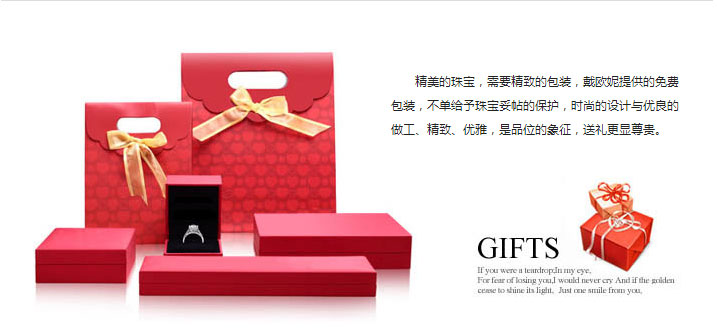 精美的珠宝，需要精致的包装，戴欧妮提供的免费
包装，不单给予珠宝妥帖的保护，时尚的设计与优良的
做工、精致、优雅，是品位的象征，送礼更显尊贵。
GIFTS
If you were a teardrop,In my eye,
For fear of losing you,I would never cry And if the golden
cease to shine its light, Just one smile from you,